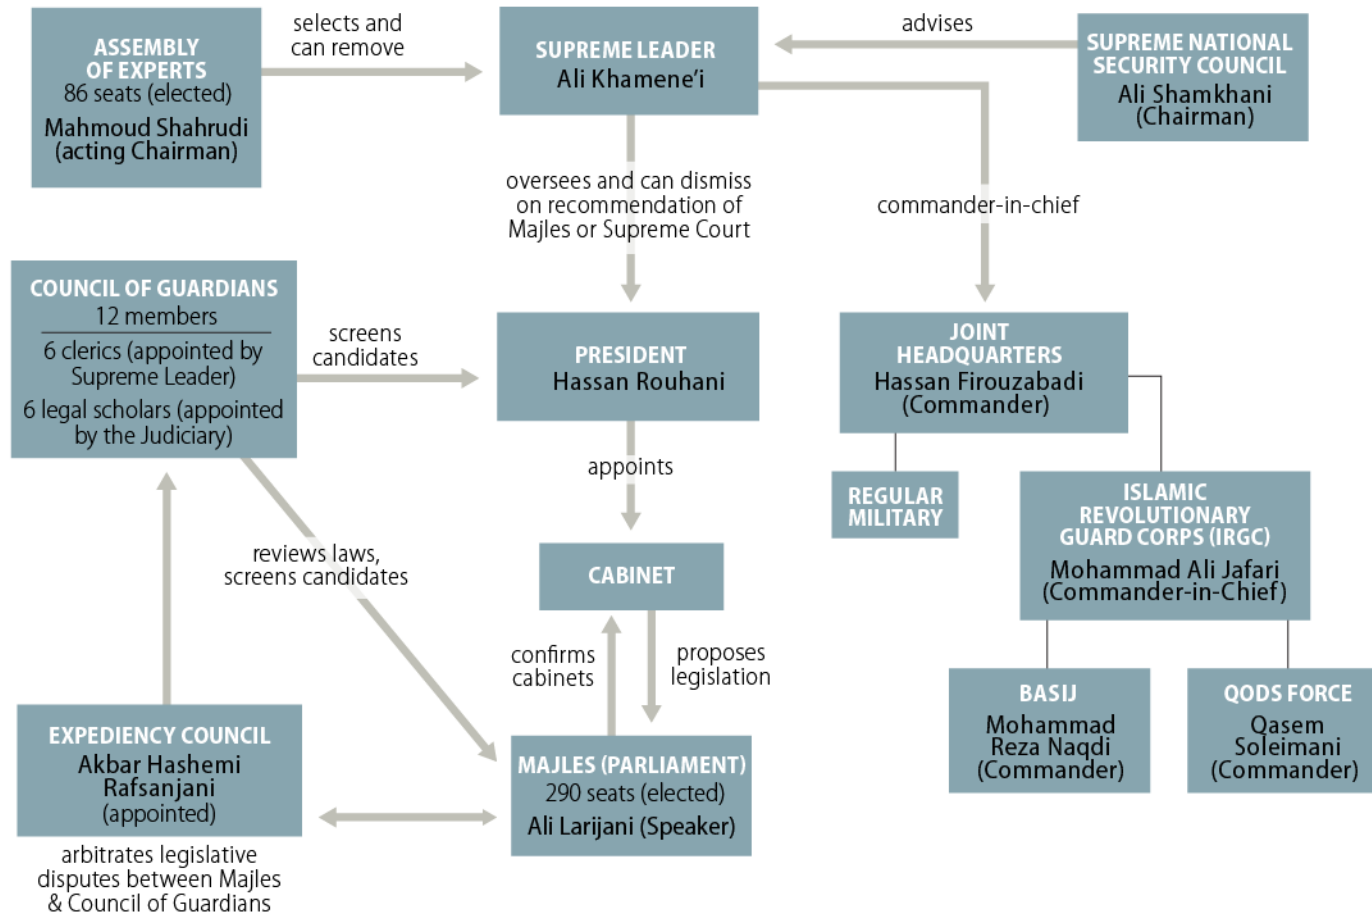 ASSEMBLY
OF EXPERTS
86 seats (elected)
Mahmoud Shahrudi
(acting Chairman)
selects and
can remove
SUPREME LEADER
Ali Khamene’i
advises
SUPREME NATIONAL
SECURITY COUNCIL
Ali Shamkhani
(Chairman)
oversees and can dismiss
on recommendation of
Majles or Supreme Court
commander-in-chief
COUNCIL OF GUARDIANS
12 members
6 clerics (appointed by
Supreme Leader)
6 legal scholars (appointed
by the Judiciary)
screens
candidates
PRESIDENT
Hassan Rouhani
JOINT
HEADQUARTERS
Hassan Firouzabadi
(Commander)
appoints
REGULAR
MILITARY
ISLAMIC
REVOLUTIONARY
GUARD CORPS (IRGC)
Mohammad Ali Jafari
(Commander-in-Chief)
reviews laws,
screens candidates
CABINET
confirms
cabinets
proposes
legislation
BASIJ
Mohammad
Reza Naqdi
(Commander)
QODS FORCE
Qasem
Soleimani
(Commander)
EXPEDIENCY COUNCIL
Akbar Hashemi
Rafsanjani
(appointed)
MAJLES (PARLIAMENT)
290 seats (elected)
Ali Larijani (Speaker)
arbitrates legislative
disputes between Majles
& Council of Guardians